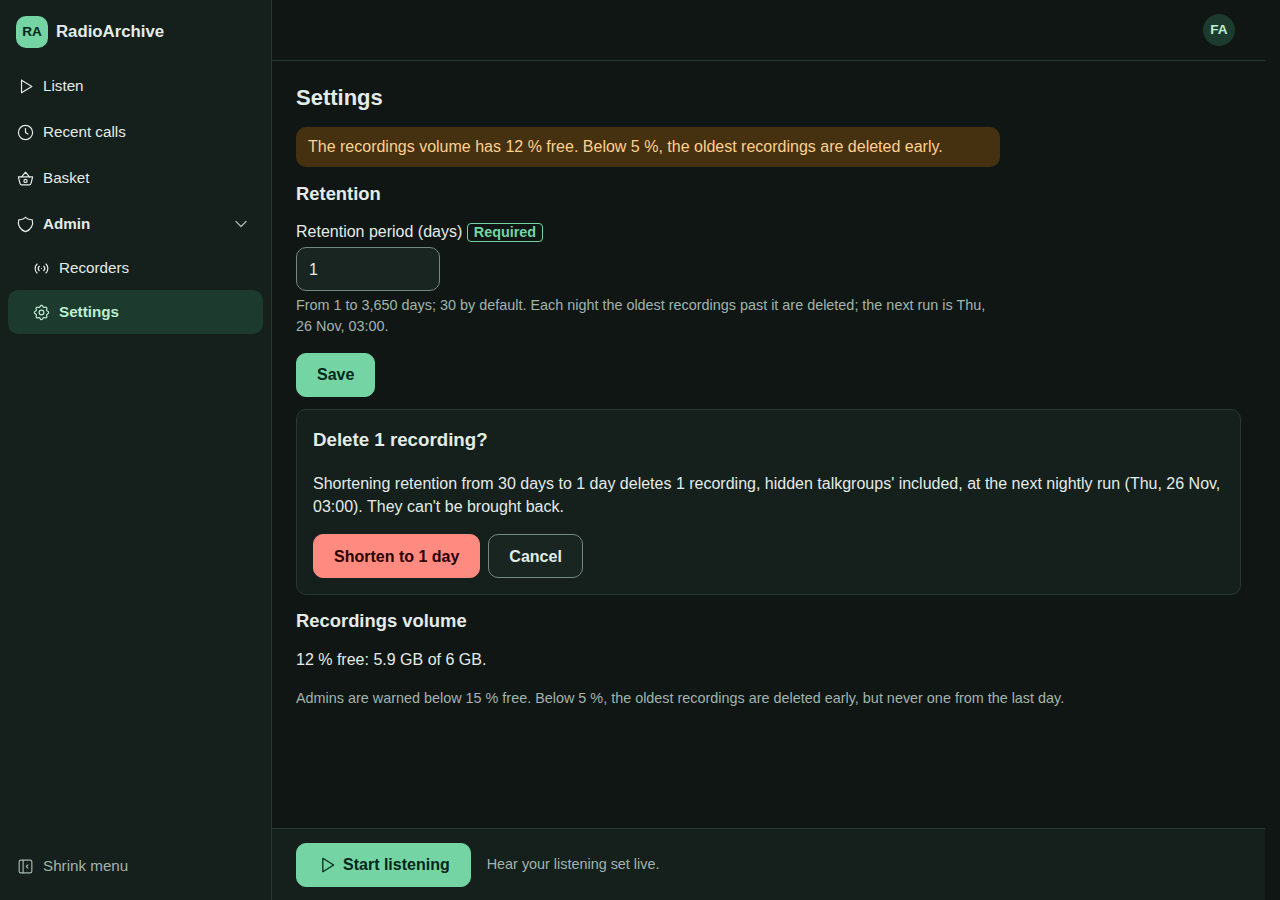 RA RadioArchive
FA
Listen
Recent calls
Basket
Admin
Recorders
Settings
Shrink menu
Settings
The recordings volume has 12 % free. Below 5 %, the oldest recordings are deleted early.
Retention
Retention period (days) Required
1
From 1 to 3,650 days; 30 by default. Each night the oldest recordings past it are deleted; the next run is Thu,
26 Nov, 03:00.
Save
Delete 1 recording?
Shortening retention from 30 days to 1 day deletes 1 recording, hidden talkgroups' included, at the next nightly run (Thu, 26 Nov,
03:00). They can't be brought back.
Shorten to 1 day Cancel
Recordings volume
12 % free: 5.9 GB of 6 GB.
Admins are warned below 15 % free. Below 5 %, the oldest recordings are deleted early, but never one from the last day.
Start listening Hear your listening set live.